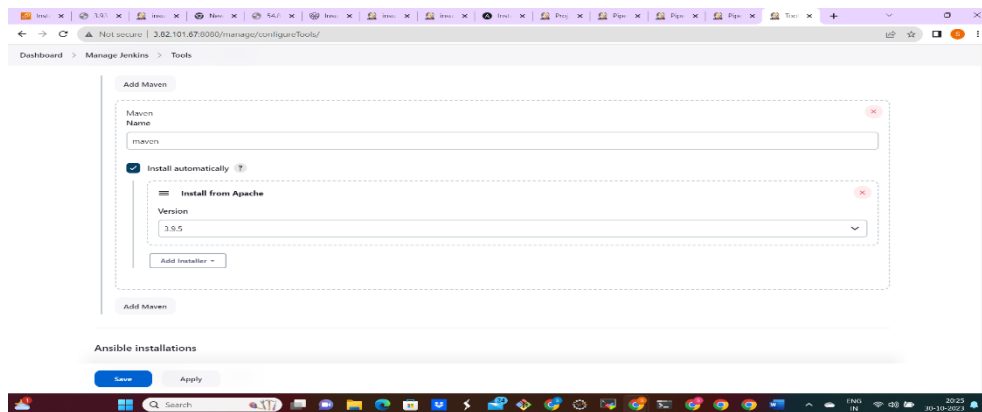 Not secure | 3.82.101.67:8080/manage/configureTools/
Dashboard > Manage Jenkins > Tools
Add Maven
Maven
Name
maven
Install automatically ?
Install from Apache
Version
3.9.5
Add Installer
Add Maven
Ansible installations
Save Apply
Search
ENG
IN
20:25
30-10-2023